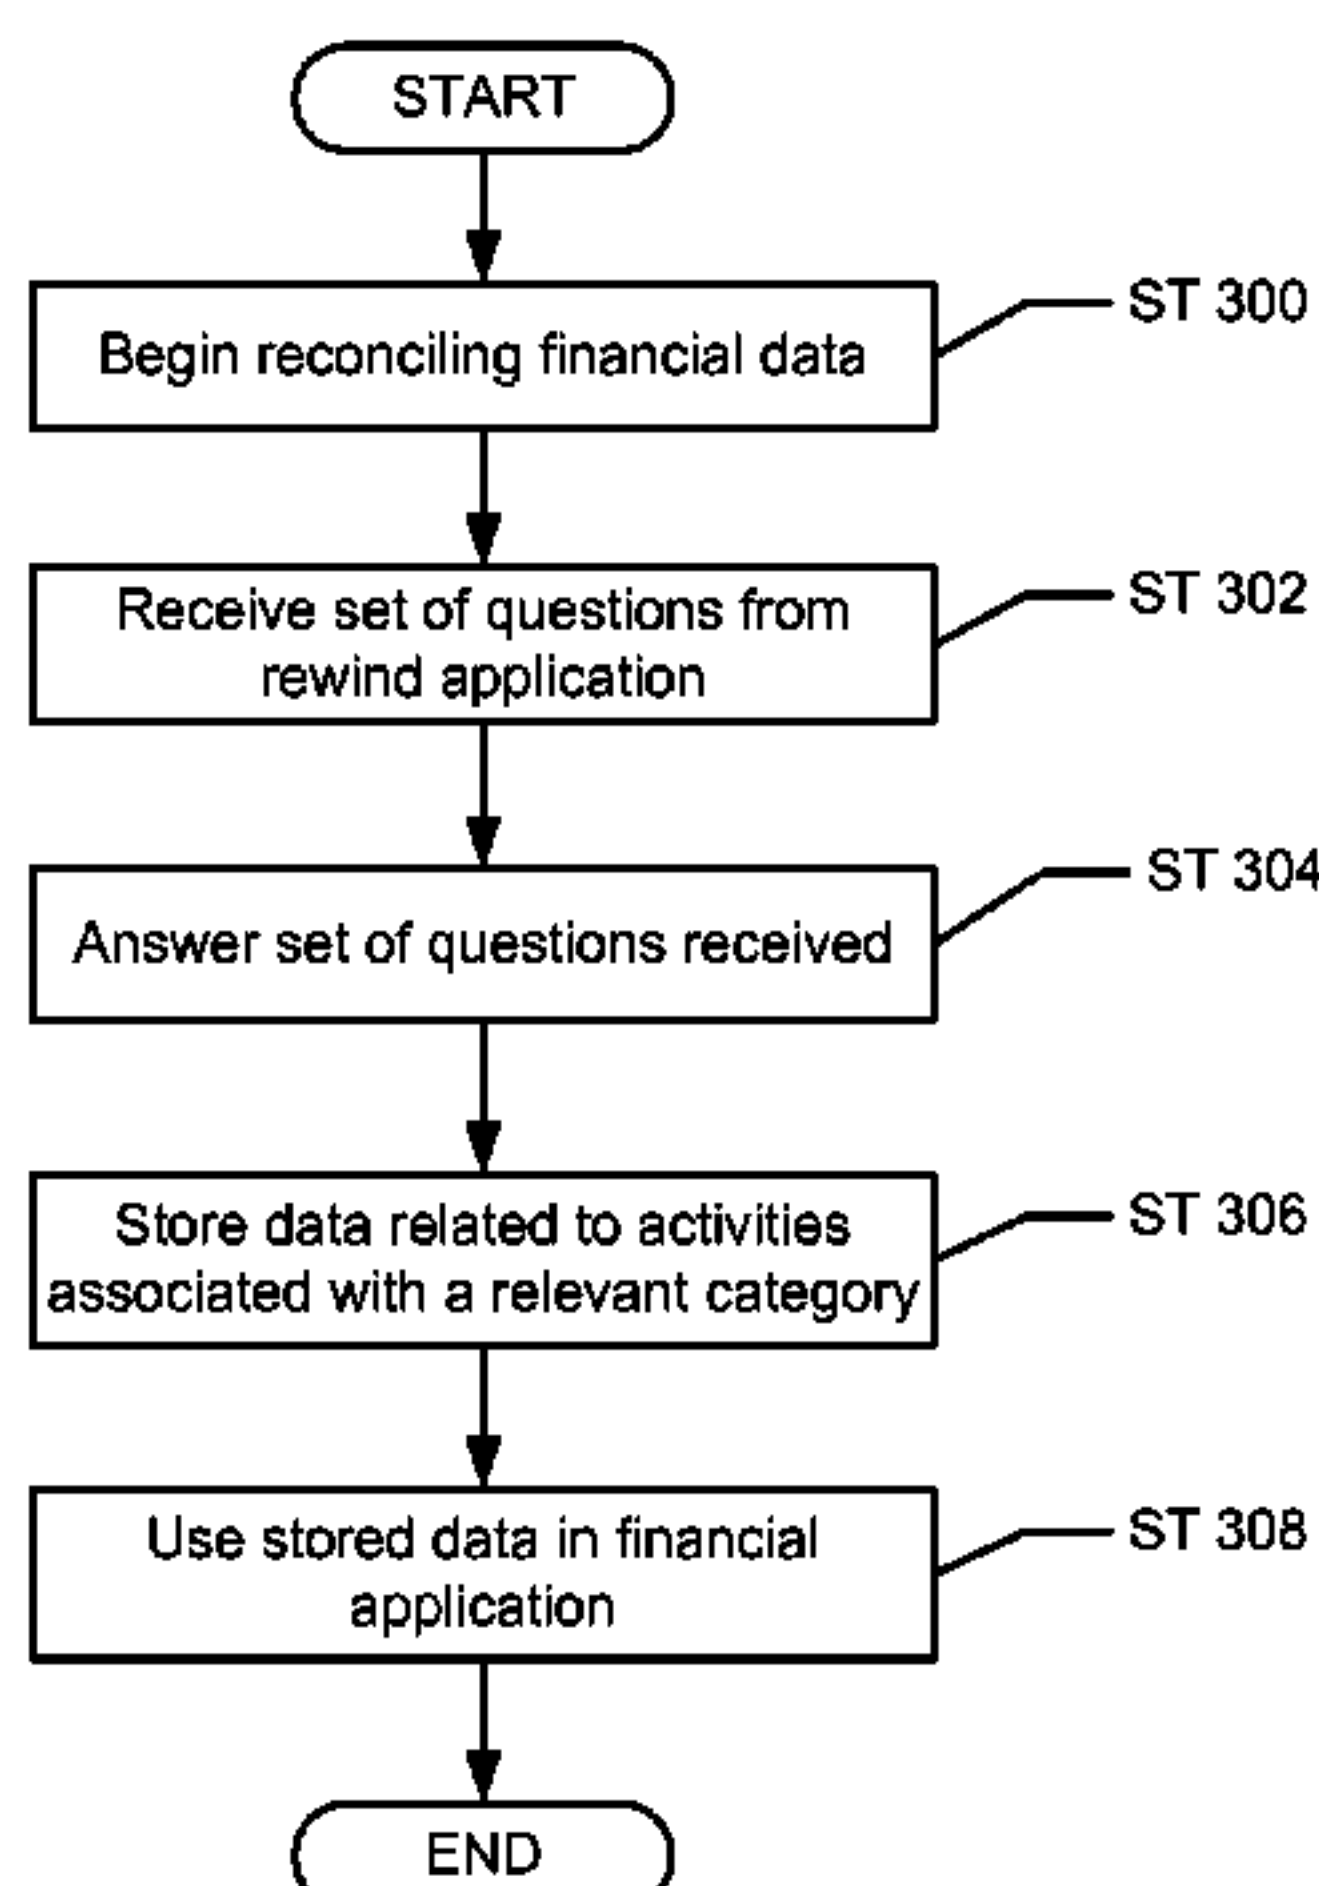 START
Begin reconciling financial data
ST 300
Receive set of questions from
rewind application
ST 302
Answer set of questions received
ST 304
Store data related to activities
associated with a relevant category
ST 306
Use stored data in financial
application
ST 308
END